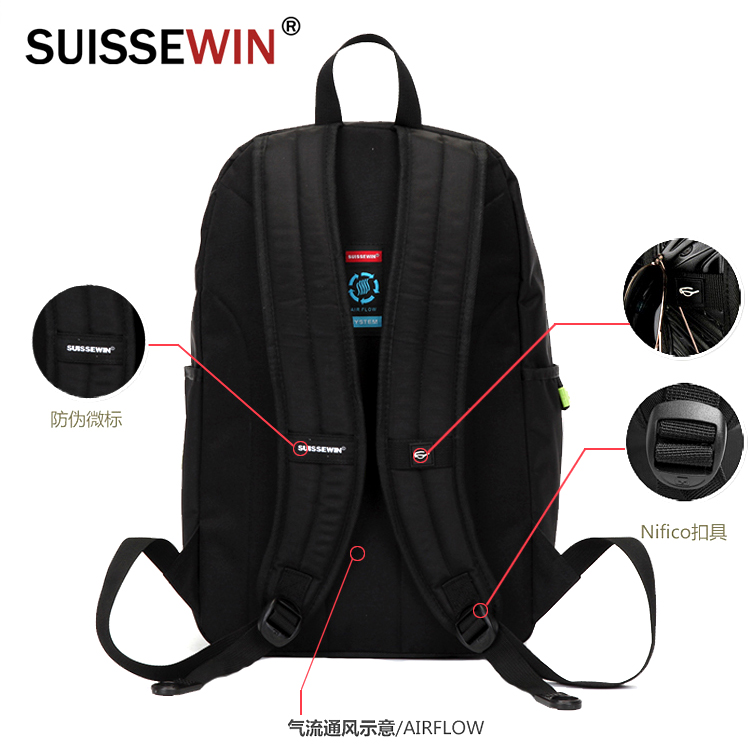 SUISSEWIN®
SUISSEWIN®
AIR FLOW
YSTEM
SUISSEWIN®
防伪微标
SUISSEWIN®
Nifico扣具
气流通风示意/AIRFLOW